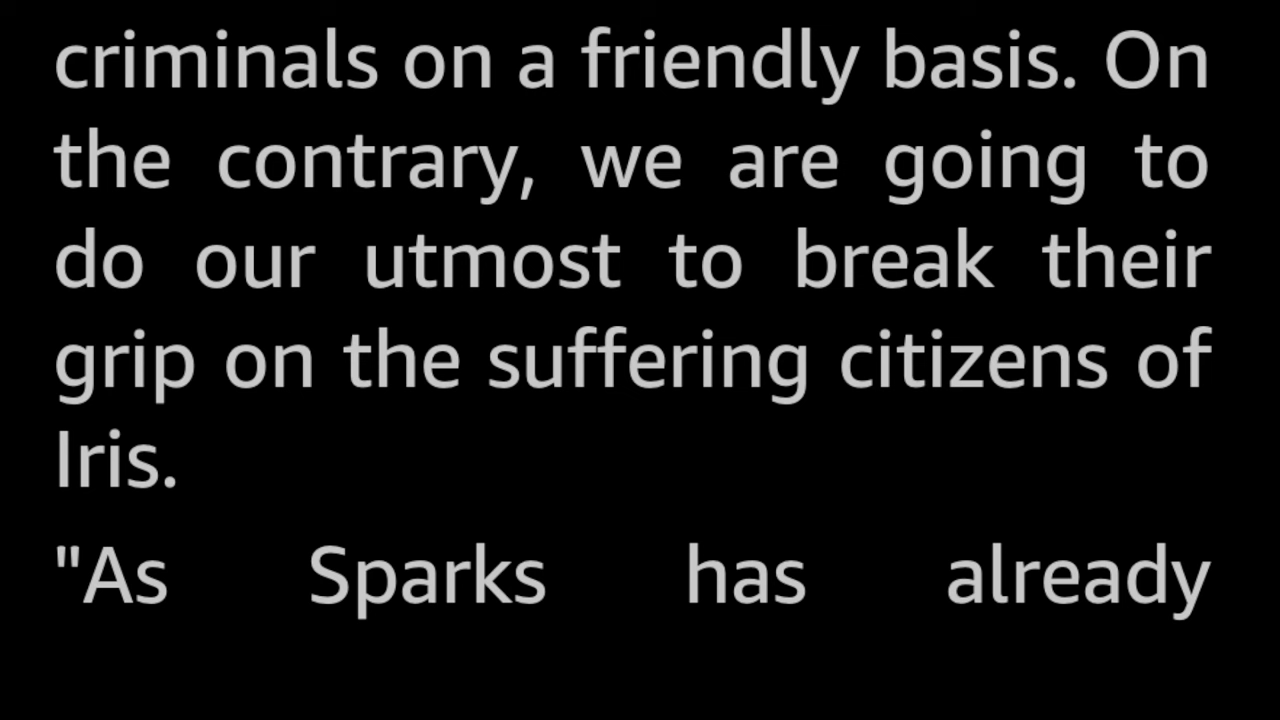 criminals on a friendly basis. On
the contrary, we are going to
do our utmost to break their
grip on the suffering citizens of
Iris.
"As Sparks has already